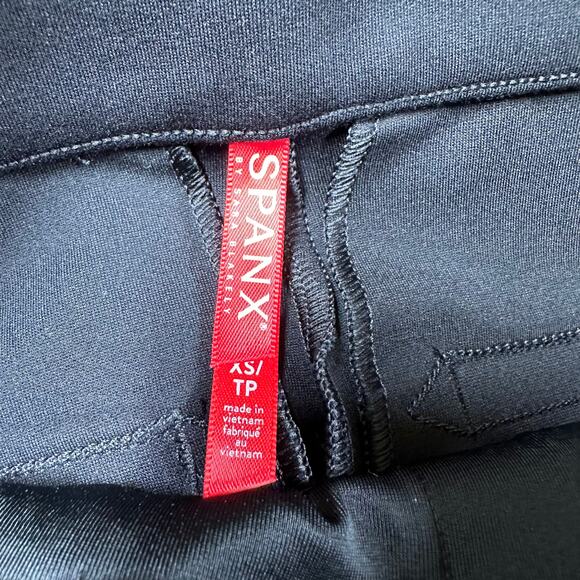 SPANX®
BY SARA BLAKELY
XS/
TP
made in
vietnam
fabriqué
au
vietnam